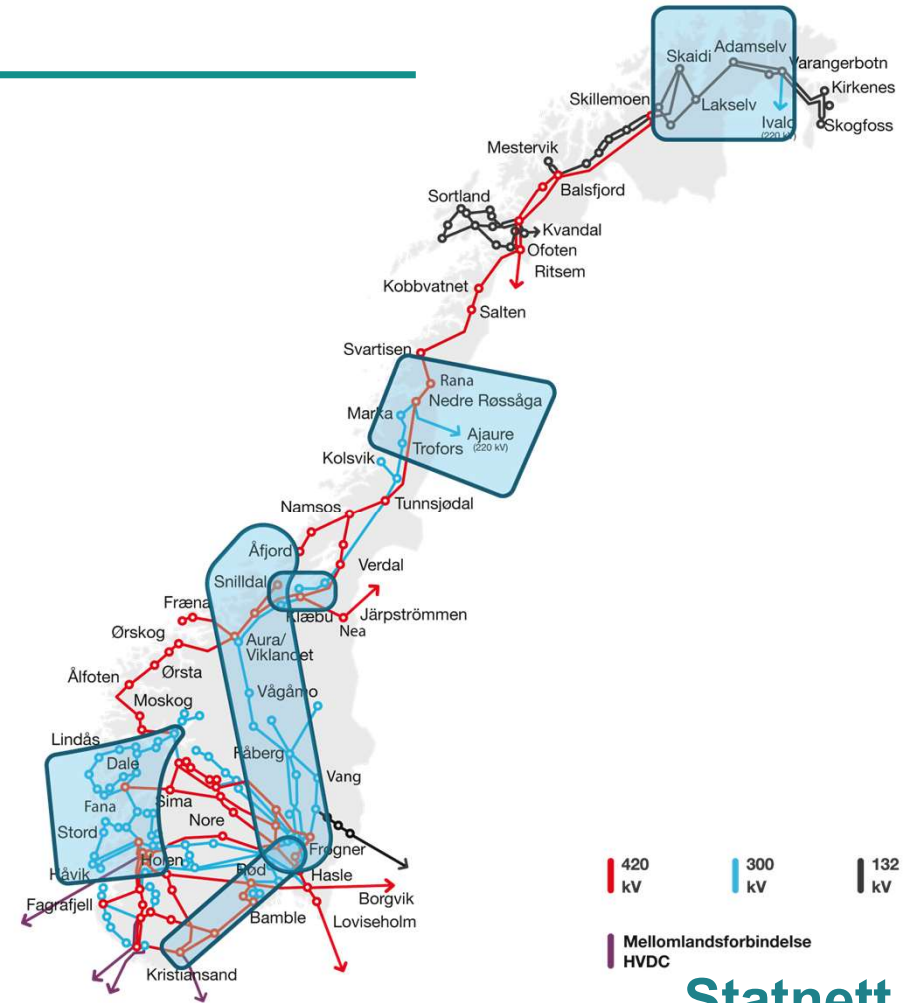 Skaidi
Adamselv
Varangerbotn
Kirkenes
Skillemoen
Lakselv
Ivalo
(220 kV)
Skogfoss
Mestervik
Balsfjord
Sortland
Kvandal
Ofoten
Ritsem
Kobbvatnet
Salten
Svartisen
Rana
Nedre Røssåga
Marka
Ajaure
(220 kV)
Trofors
Kolsvik
Tunnsjødal
Namsos
Åfjord
Verdal
Snilldal
Klæbu
Järpströmmen
Nea
Fræna
Ørskog
Aura/
Viklandet
Ålfoten
Ørsta
Vågåmo
Moskog
Lindås
Dale
Fåberg
Vang
Fana
Sima
Nore
Stord
Frogner
Håvik
Holen
Rød
Hasle
Borgvik
Fagrafjell
Bamble
Loviseholm
Kristiansand
420
kV
300
kV
132
kV
Mellomlandsforbindelse
HVDC
Statnett